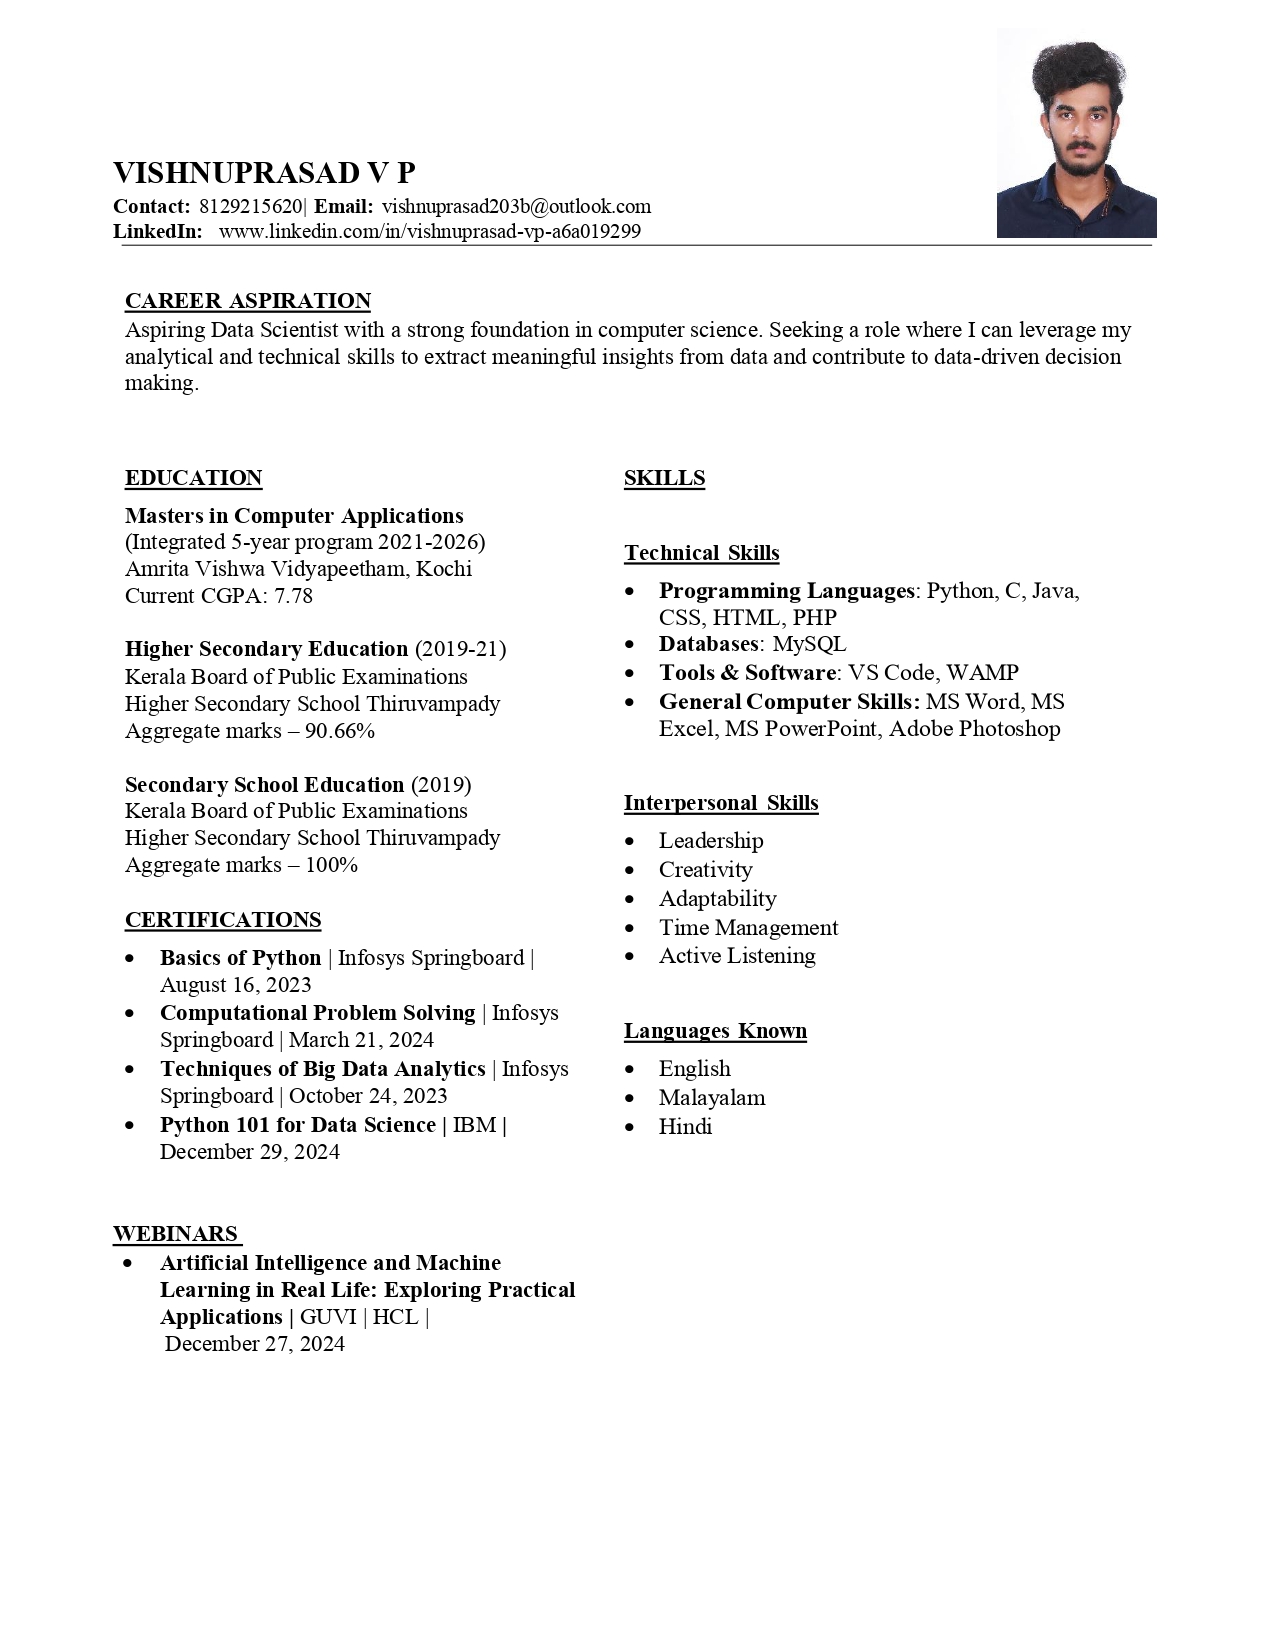 VISHNUPRASAD V P
Contact: 8129215620| Email: vishnuprasad203b@outlook.com
LinkedIn: www.linkedin.com/in/vishnuprasad-vp-a6a019299
CAREER ASPIRATION
Aspiring Data Scientist with a strong foundation in computer science. Seeking a role where I can leverage my
analytical and technical skills to extract meaningful insights from data and contribute to data-driven decision
making.
EDUCATION
Masters in Computer Applications
(Integrated 5-year program 2021-2026)
Amrita Vishwa Vidyapeetham, Kochi
Current CGPA: 7.78
Higher Secondary Education (2019-21)
Kerala Board of Public Examinations
Higher Secondary School Thiruvampady
Aggregate marks – 90.66%
Secondary School Education (2019)
Kerala Board of Public Examinations
Higher Secondary School Thiruvampady
Aggregate marks – 100%
CERTIFICATIONS
• Basics of Python | Infosys Springboard |
August 16, 2023
• Computational Problem Solving | Infosys
Springboard | March 21, 2024
• Techniques of Big Data Analytics | Infosys
Springboard | October 24, 2023
• Python 101 for Data Science | IBM |
December 29, 2024
WEBINARS
• Artificial Intelligence and Machine
Learning in Real Life: Exploring Practical
Applications | GUVI | HCL |
December 27, 2024
SKILLS
Technical Skills
• Programming Languages: Python, C, Java,
CSS, HTML, PHP
• Databases: MySQL
• Tools & Software: VS Code, WAMP
• General Computer Skills: MS Word, MS
Excel, MS PowerPoint, Adobe Photoshop
Interpersonal Skills
• Leadership
• Creativity
• Adaptability
• Time Management
• Active Listening
Languages Known
• English
• Malayalam
• Hindi